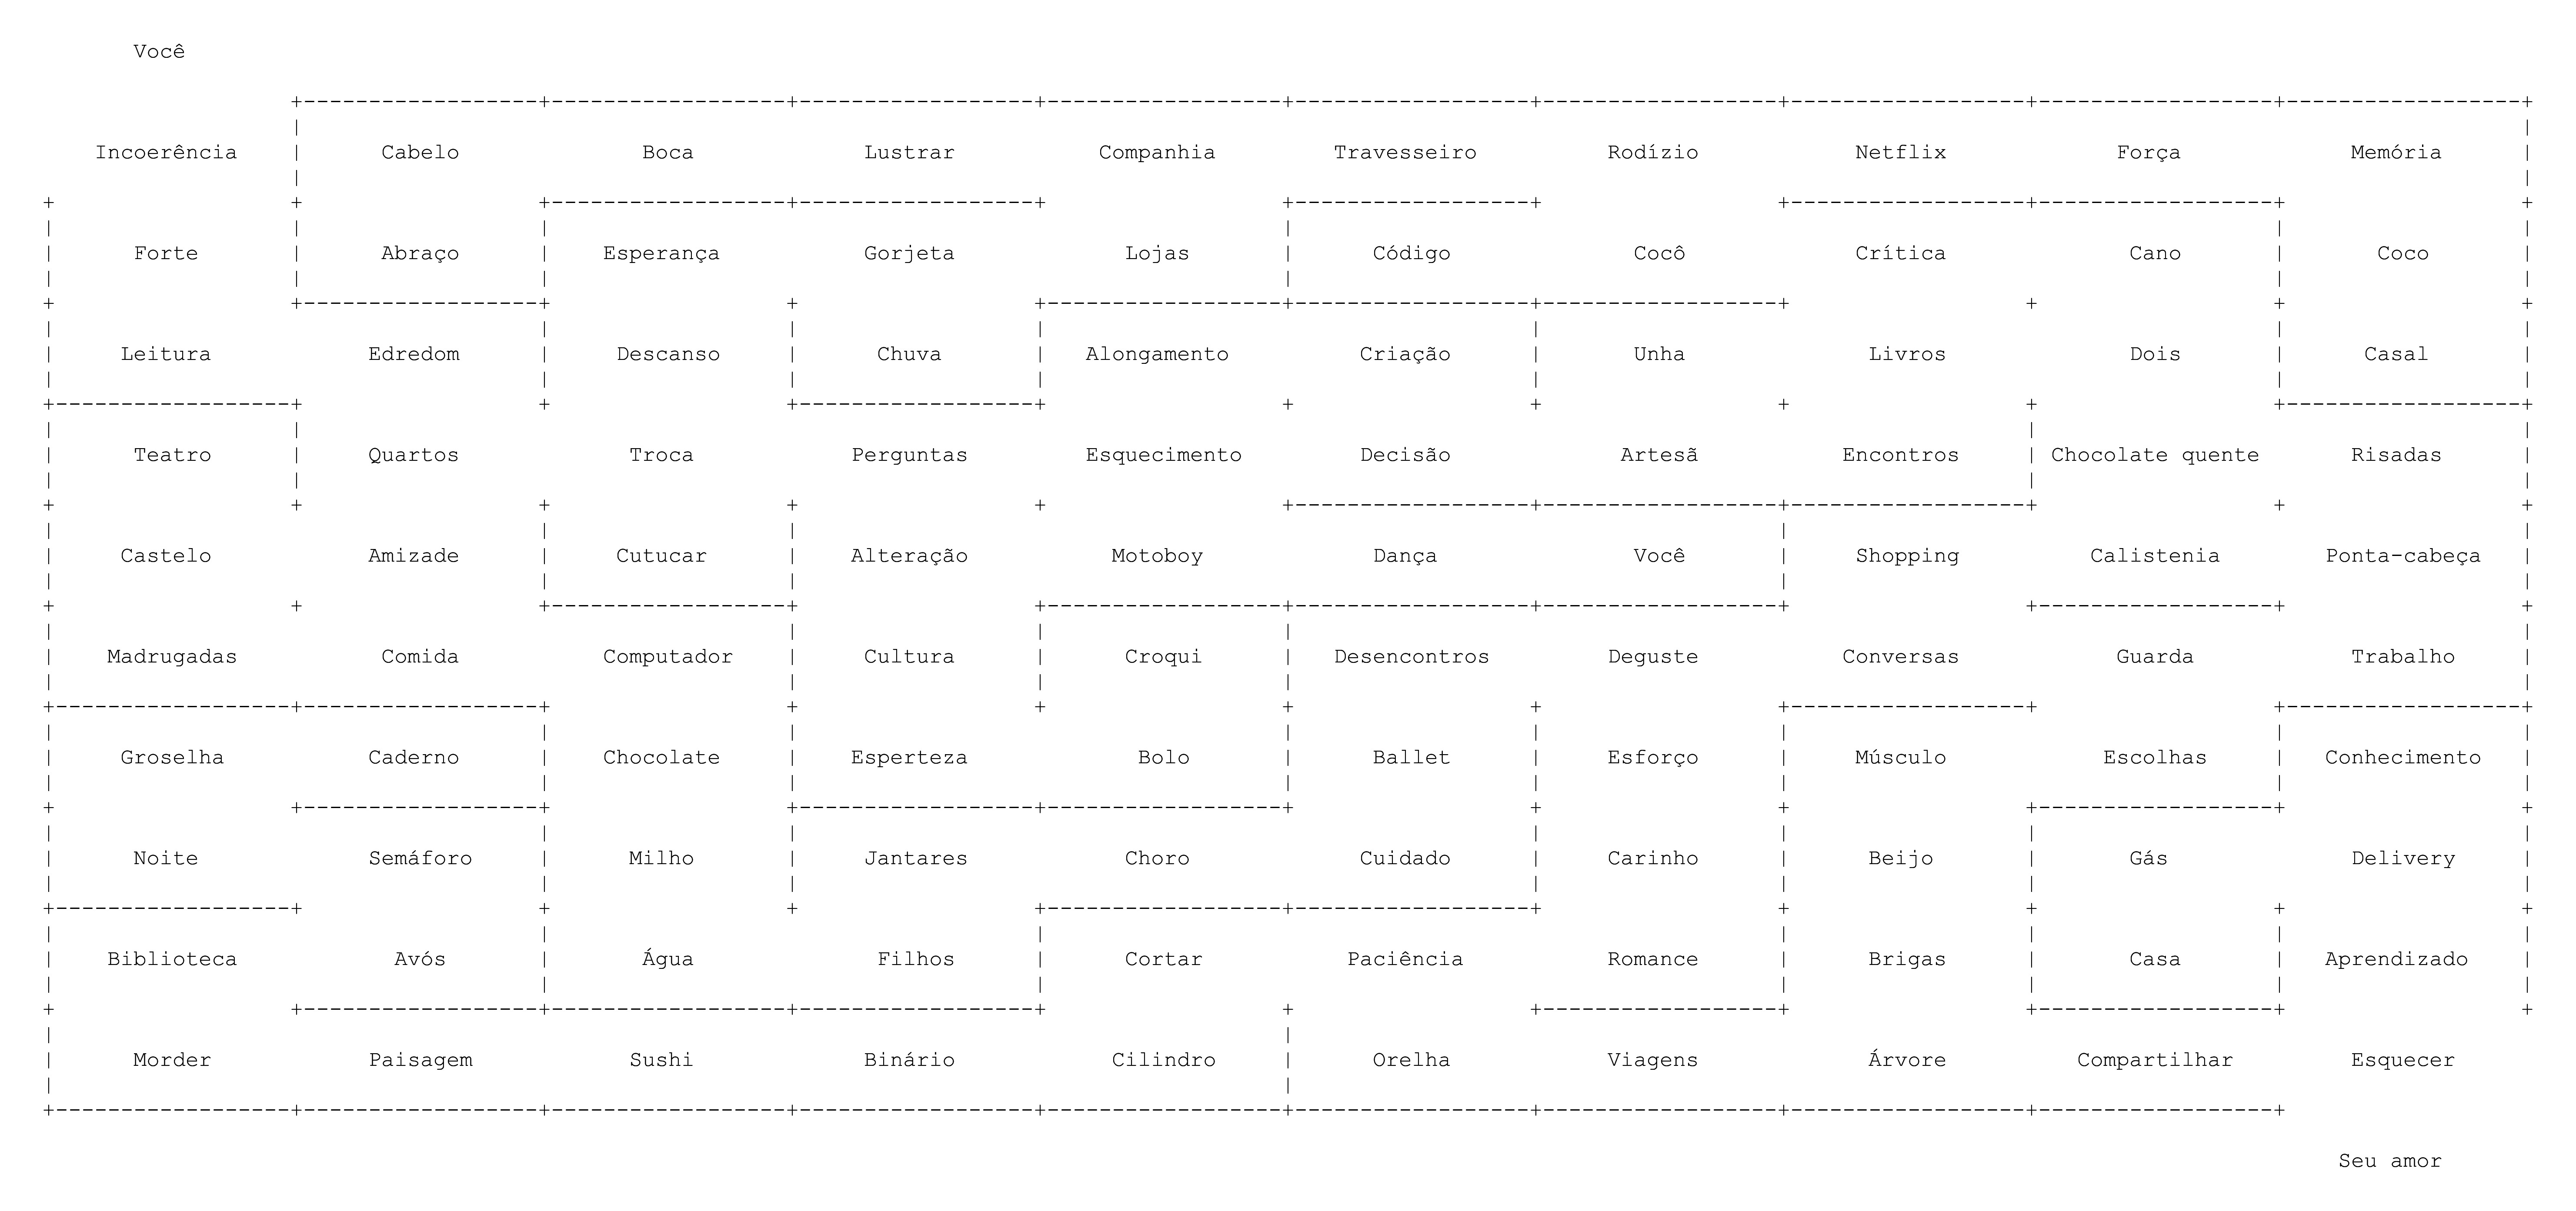 Você
Incoerência Cabelo Boca Lustrar Companhia Travesseiro Rodízio Netflix Força Memória
Forte Abraço Esperança Gorjeta Lojas Código Cocô Crítica Cano Coco
Leitura Edredom Descanso Chuva Alongamento Criação Unha Livros Dois Casal
Teatro Quartos Troca Perguntas Esquecimento Decisão Artesã Encontros Chocolate quente Risadas
Castelo Amizade Cutucar Alteração Motoboy Dança Você Shopping Calistenia Ponta-cabeça
Madrugadas Comida Computador Cultura Croqui Desencontros Deguste Conversas Guarda Trabalho
Groselha Caderno Chocolate Esperteza Bolo Ballet Esforço Músculo Escolhas Conhecimento
Noite Semáforo Milho Jantares Choro Cuidado Carinho Beijo Gás Delivery
Biblioteca Avós Água Filhos Cortar Paciência Romance Brigas Casa Aprendizado
Morder Paisagem Sushi Binário Cilindro Orelha Viagens Árvore Compartilhar Esquecer
Seu amor